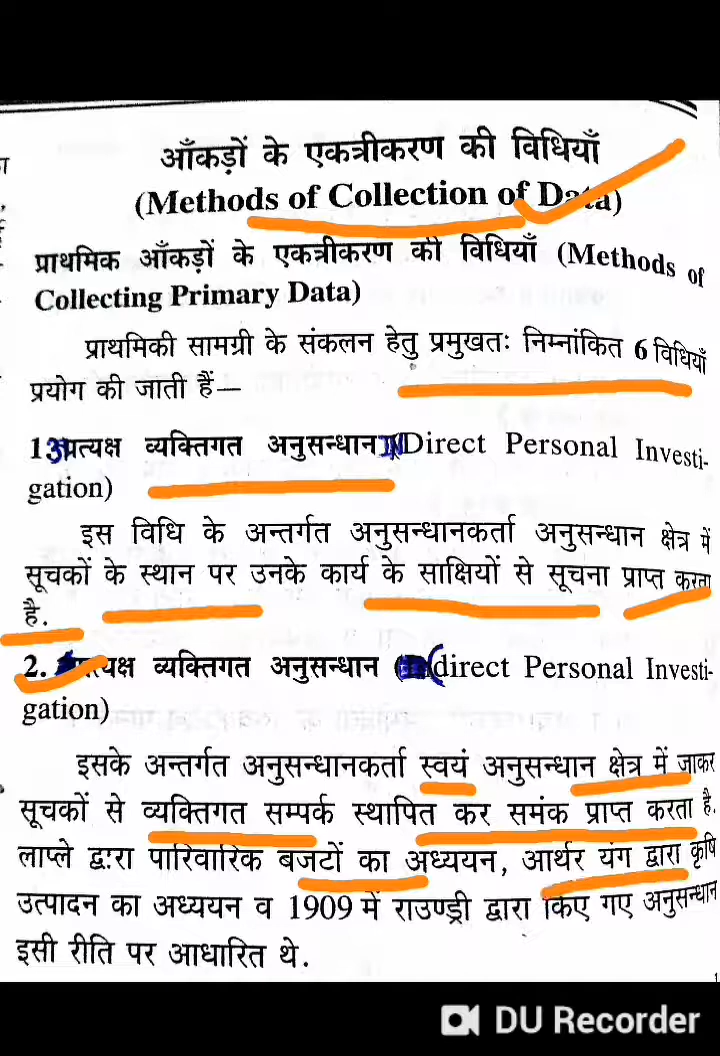 आँकड़ों के एकत्रीकरण की विधियाँ
(Methods of Collection of Data)
प्राथमिक आँकड़ों के एकत्रीकरण की विधियाँ (Methods of
Collecting Primary Data)
प्राथमिकी सामग्री के संकलन हेतु प्रमुखतः निम्नांकित 6 विधियाँ
प्रयोग की जाती हैं—
1. व्यक्तिगत अनुसन्धान Direct Personal Investi-
gation)
इस विधि के अन्तर्गत अनुसन्धानकर्ता अनुसन्धान क्षेत्र में
सूचकों के स्थान पर उनके कार्य के साक्षियों से सूचना प्राप्त करता
है.
2. व्यक्तिगत अनुसन्धान direct Personal Investi-
gation)
इसके अन्तर्गत अनुसन्धानकर्ता स्वयं अनुसन्धान क्षेत्र में जाकर
सूचकों से व्यक्तिगत सम्पर्क स्थापित कर समंक प्राप्त करता है.
लाप्ले द्वारा पारिवारिक बजटों का अध्ययन, आर्थर यंग द्वारा कृषि
उत्पादन का अध्ययन व 1909 में राउण्ड्री द्वारा किए गए अनुसन्धान
इसी रीति पर आधारित थे.
DU Recorder